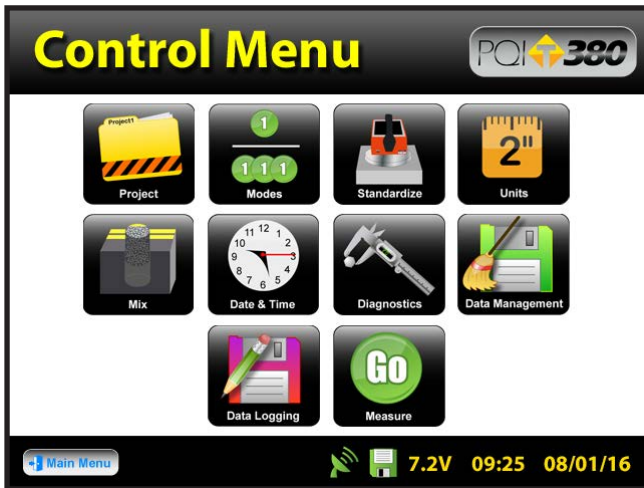 Control Menu
PQI T 380
Project1
Project
1
1 1 1
Modes
Standardize
2"
Units
Mix
12 1 2 3 4 5 6 7 8 9 10 11
Date & Time
Diagnostics
Data Management
Data Logging
Go
Measure
Main Menu
7.2V 09:25 08/01/16